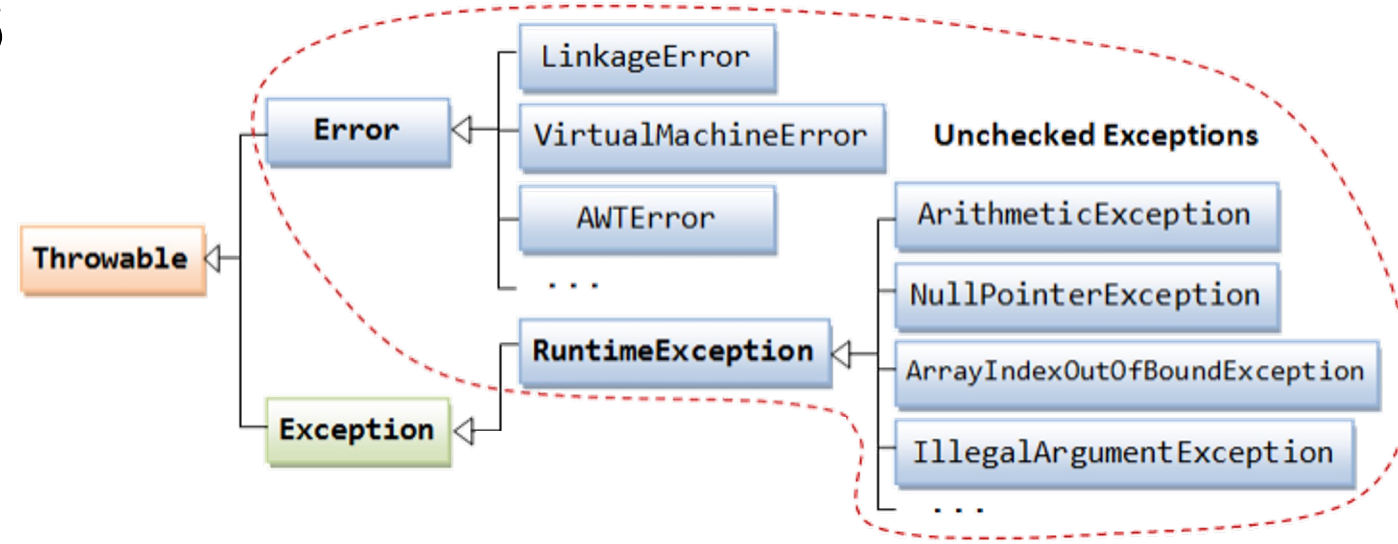 LinkageError
Error
VirtualMachineError
Unchecked Exceptions
AWTError
ArithmeticException
Throwable
...
NullPointerException
RuntimeException
ArrayIndexOutOfBoundException
Exception
IllegalArgumentException
...